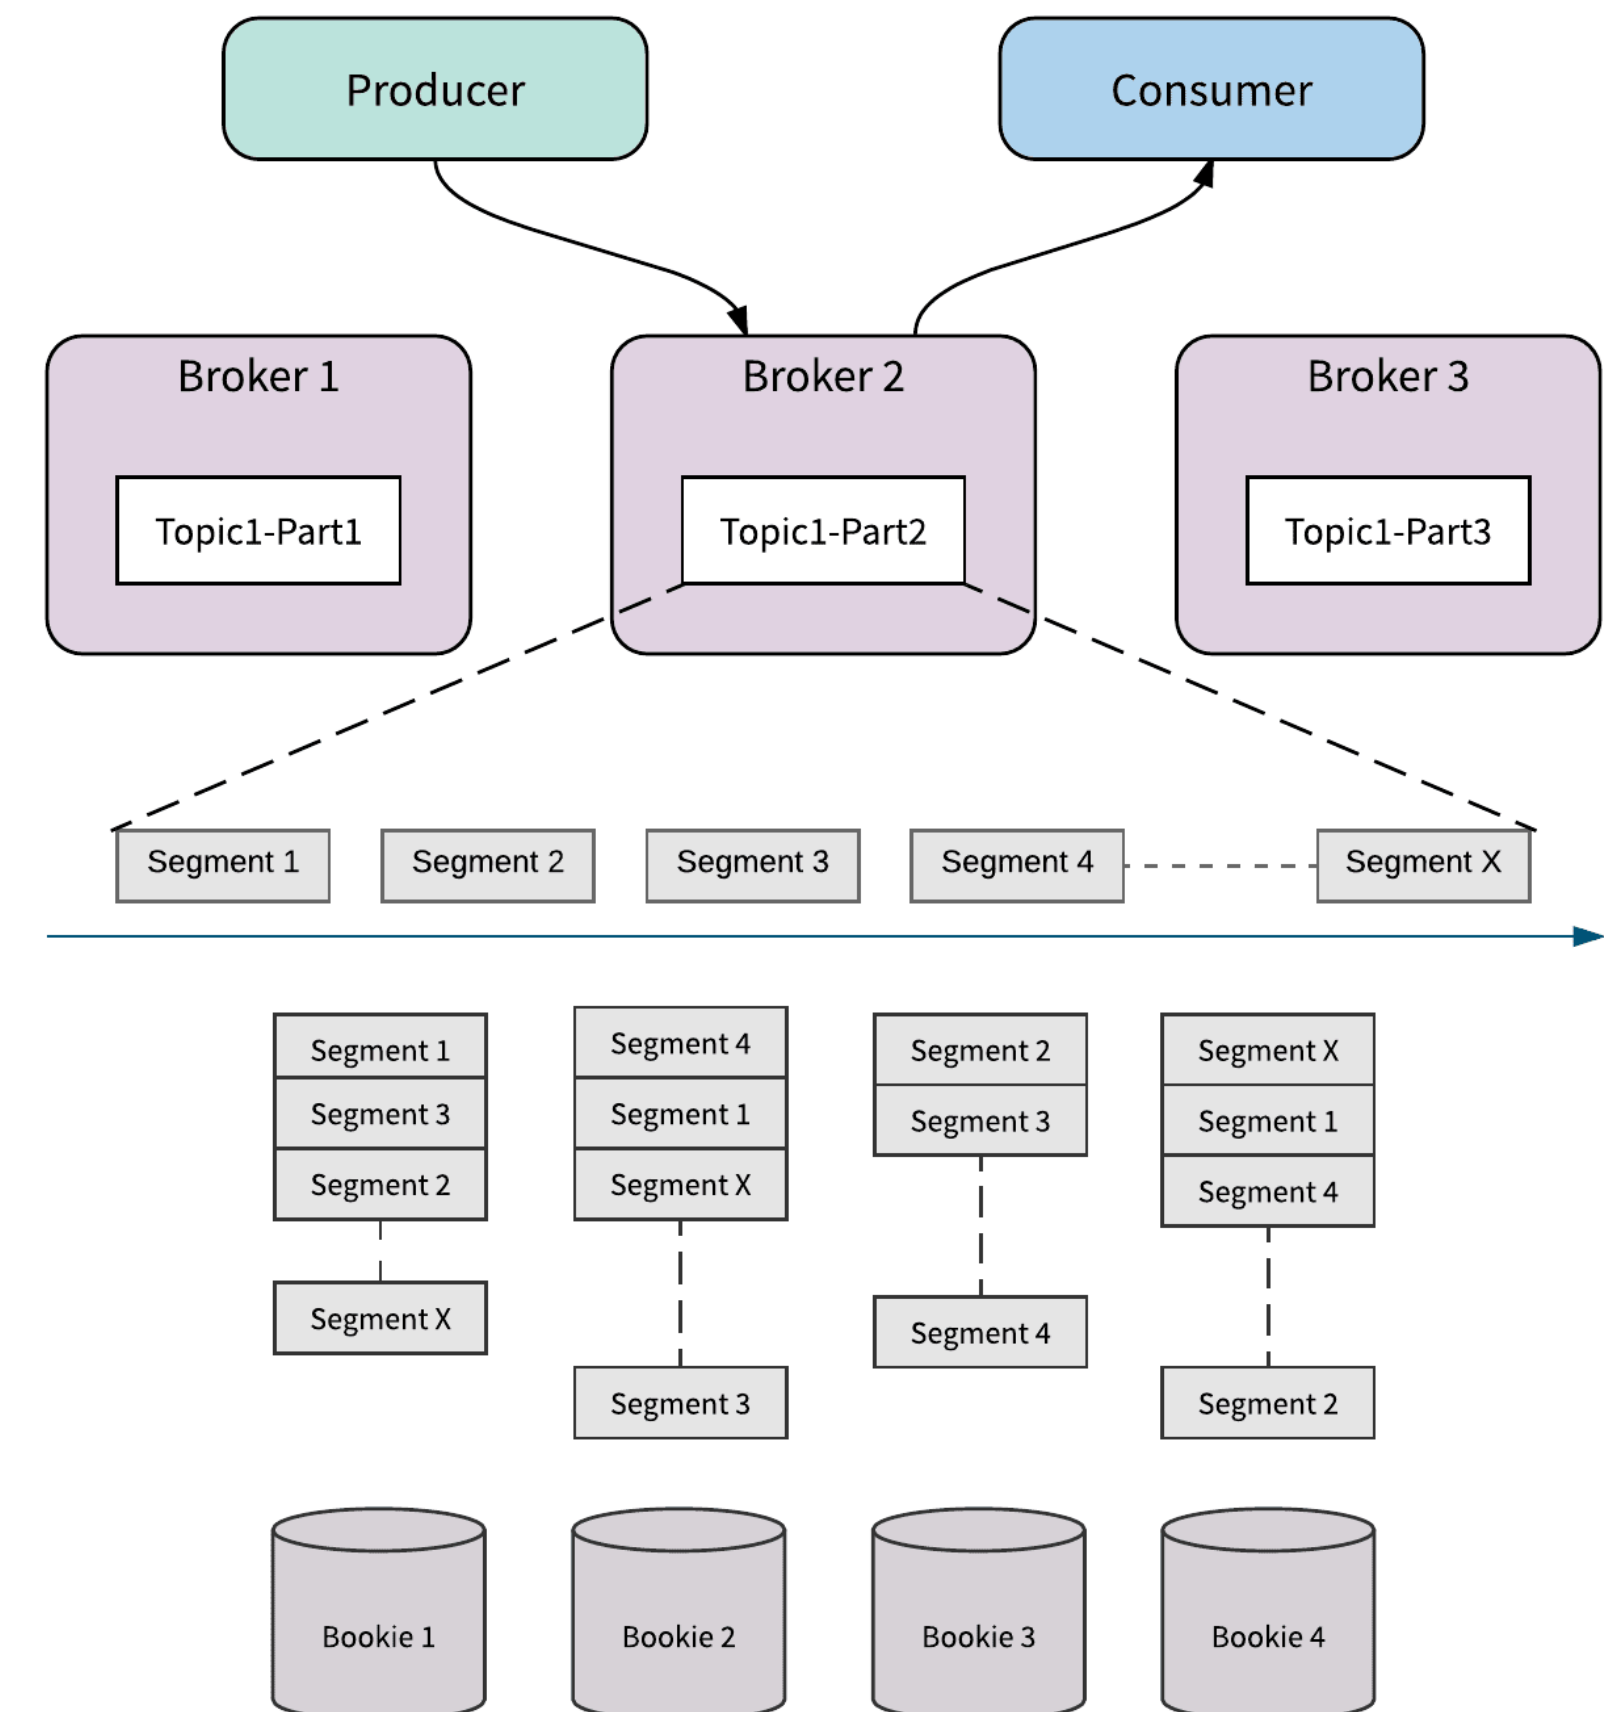 Producer
Consumer
Broker 1
Broker 2
Broker 3
Topic1-Part1
Topic1-Part2
Topic1-Part3
Segment 1
Segment 2
Segment 3
Segment 4
Segment X
Segment 1
Segment 3
Segment 2
Segment X
Segment 4
Segment 1
Segment X
Segment 3
Segment 2
Segment 3
Segment 4
Segment X
Segment 1
Segment 4
Segment 2
Bookie 1
Bookie 2
Bookie 3
Bookie 4